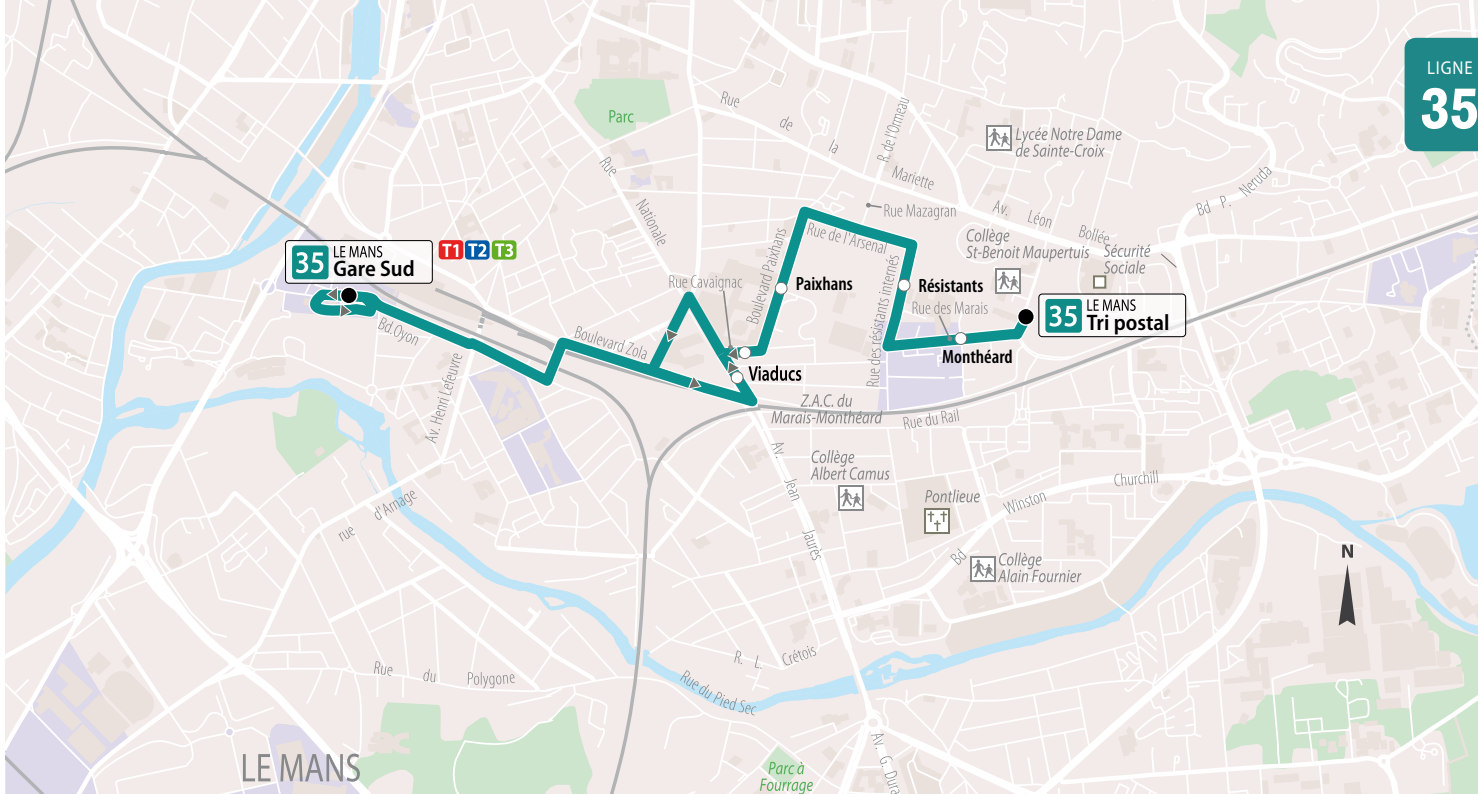 LIGNE
35
Parc
Rue
de
la
Mariette
R. de l'Ormeau
Lycée Notre Dame
de Sainte-Croix
Bd P. Neruda
Rue
Nationale
Rue Mazagran
Av.
Léon
Bollée
Rue de l'Arsenal
Collège
St-Benoit Maupertuis
Sécurité
Sociale
35 LE MANS
Gare Sud
T1 T2 T3
Rue Cavaignac
Boulevard Paixhans
Paixhans
Résistants
Rue des résistants internés
Rue des Marais
35 LE MANS
Tri postal
Bd.Oyon
Boulevard Zola
Monthéard
Viaducs
Av. Henri Lefeuvre
Z.A.C. du
Marais-Monthéard
Rue du Rail
Av.
Jean
Jaurès
Collège
Albert Camus
Pontlieue
Bd
Winston
Churchill
rue d'Arnage
Collège
Alain Fournier
N
R. L. Crétois
Rue
du
Polygone
Rue du Pied Sec
LE MANS
Parc à
Fourrage
Av. G. Dura